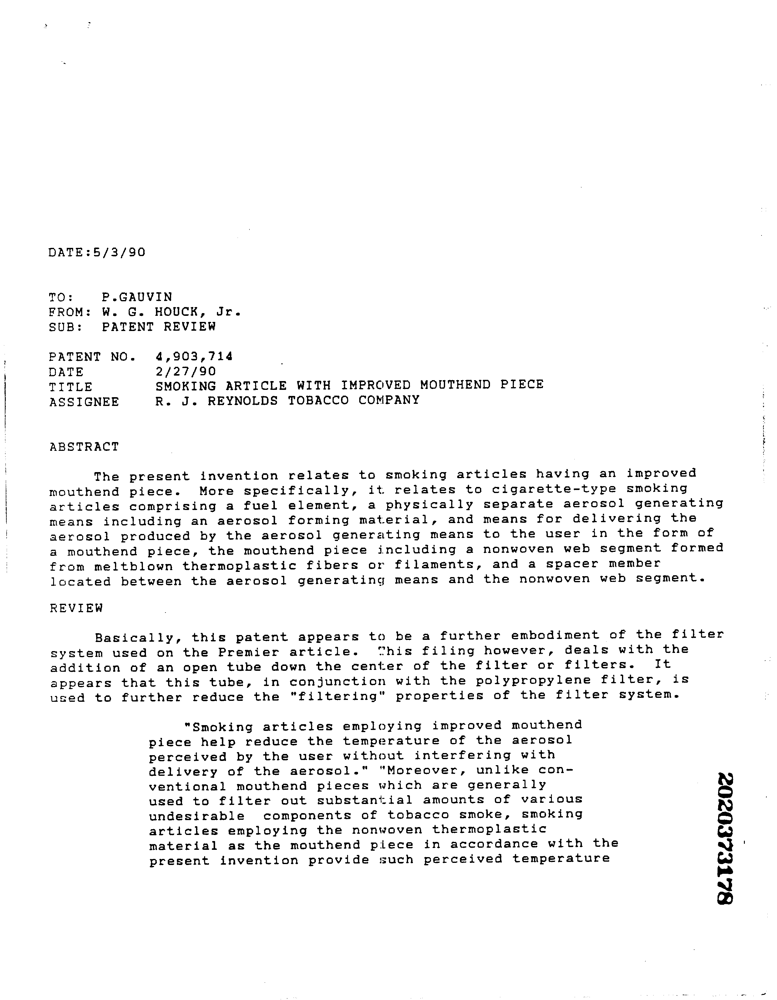 DATE:5/3/90
TO: P.GAUVIN
FROM: W. G. HOUCK, Jr.
SUB: PATENT REVIEW
PATENT NO. 4,903,714
DATE 2/27/90
TITLE SMOKING ARTICLE WITH IMPROVED MOUTHEND PIECE
ASSIGNEE R. J. REYNOLDS TOBACCO COMPANY
ABSTRACT
The present invention relates to smoking articles having an improved
mouthend piece. More specifically, it relates to cigarette-type smoking
articles comprising a fuel element, a physically separate aerosol generating
means including an aerosol forming material, and means for delivering the
aerosol produced by the aerosol generating means to the user in the form of
a mouthend piece, the mouthend piece including a nonwoven web segment formed
from meltblown thermoplastic fibers or filaments, and a spacer member
located between the aerosol generating means and the nonwoven web segment.
REVIEW
Basically, this patent appears to be a further embodiment of the filter
system used on the Premier article. This filing however, deals with the
addition of an open tube down the center of the filter or filters. It
appears that this tube, in conjunction with the polypropylene filter, is
used to further reduce the "filtering" properties of the filter system.
"Smoking articles employing improved mouthend
piece help reduce the temperature of the aerosol
perceived by the user without interfering with
delivery of the aerosol." "Moreover, unlike con-
ventional mouthend pieces which are generally
used to filter out substantial amounts of various
undesirable components of tobacco smoke, smoking
articles employing the nonwoven thermoplastic
material as the mouthend piece in accordance with the
present invention provide such perceived temperature
2020373178